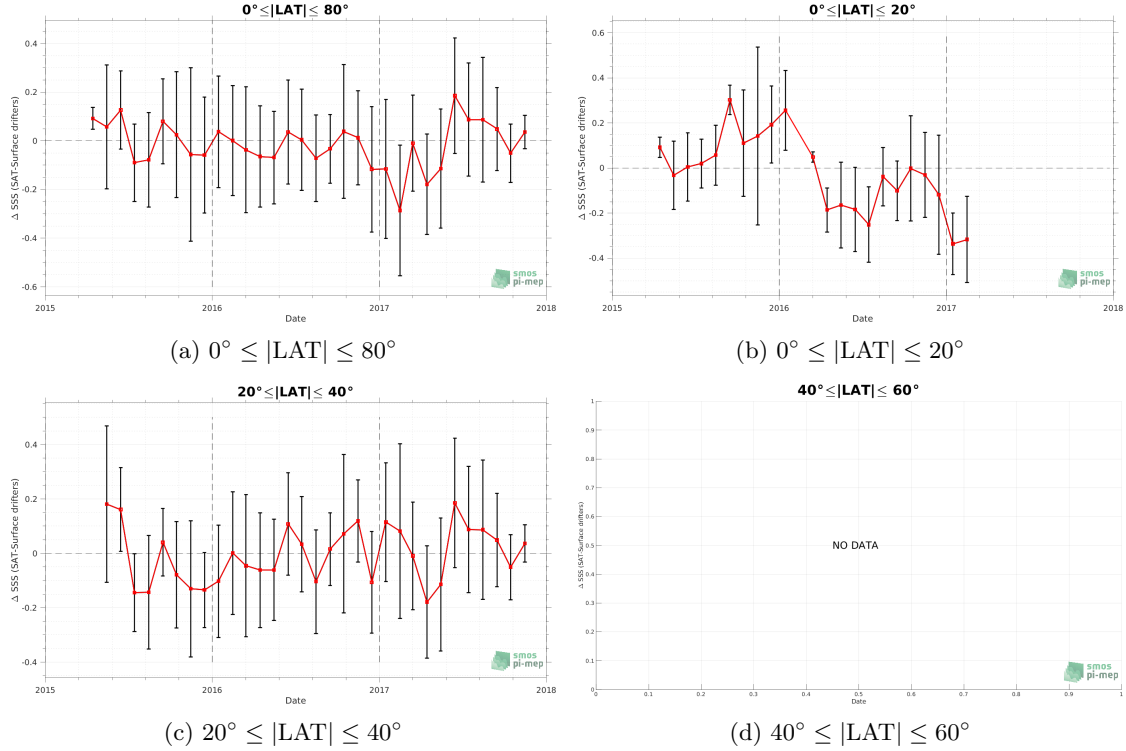 0°≤|LAT|≤ 80°
Δ SSS (SAT-Surface drifters)
0.4
0.2
0
-0.2
-0.4
-0.6
2015
2016
2017
2018
Date
smos
pi-mep
(a) 0° ≤ |LAT| ≤ 80°
0°≤|LAT|≤ 20°
Δ SSS (SAT-Surface drifters)
0.6
0.4
0.2
0
-0.2
-0.4
2015
2016
2017
2018
Date
smos
pi-mep
(b) 0° ≤ |LAT| ≤ 20°
20°≤|LAT|≤ 40°
Δ SSS (SAT-Surface drifters)
0.4
0.2
0
-0.2
-0.4
2015
2016
2017
2018
Date
smos
pi-mep
(c) 20° ≤ |LAT| ≤ 40°
40°≤|LAT|≤ 60°
Δ SSS (SAT-Surface drifters)
1
0.9
0.8
0.7
0.6
0.5
0.4
0.3
0.2
0.1
0
NO DATA
0
0.1
0.2
0.3
0.4
0.5
0.6
0.7
0.8
0.9
1
Date
smos
pi-mep
(d) 40° ≤ |LAT| ≤ 60°